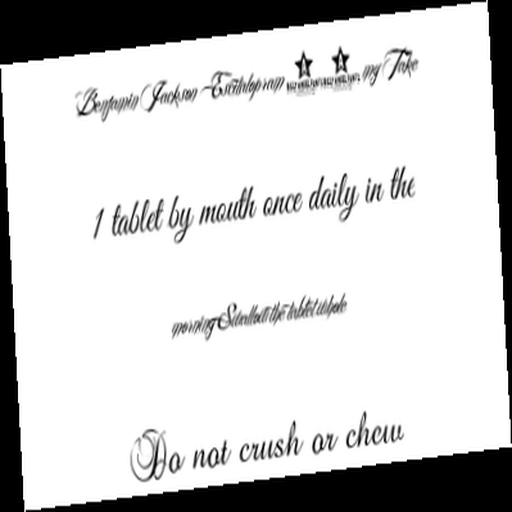 Benjamin Jackson - Escitalopram mg Take
1 tablet by mouth once daily in the
morning Swallow the tablet whole
Do not crush or chew